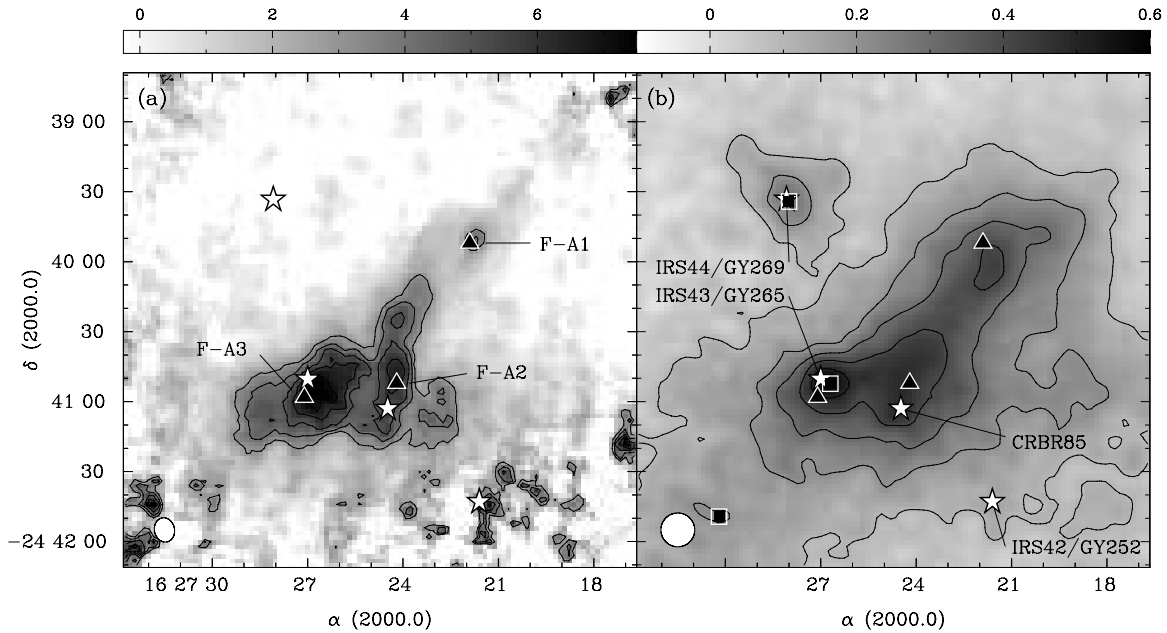 0 2 4 6
0 0.2 0.4 0.6
(a)
(b)
39 00
30
40 00
30
41 00
30
−24 42 00
δ (2000.0)
F-A1
F-A3
F-A2
IRS44/GY269
IRS43/GY265
CRBR85
IRS42/GY252
16 27 30 27 24 21 18
27 24 21 18
α (2000.0)
α (2000.0)